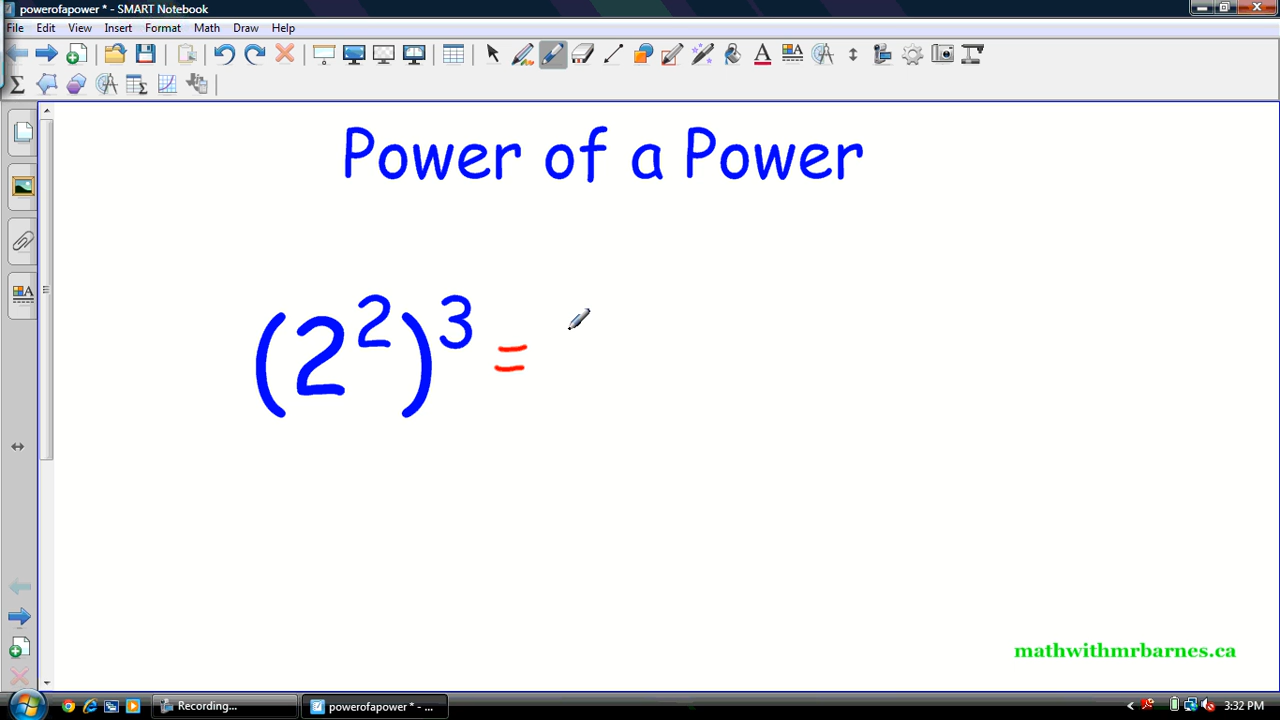 powerofapower * - SMART Notebook
File Edit View Insert Format Math Draw Help
Power of a Power
(2²)³ =
mathwithmrbarnes.ca
Recording... powerofapower * - ... 3:32 PM